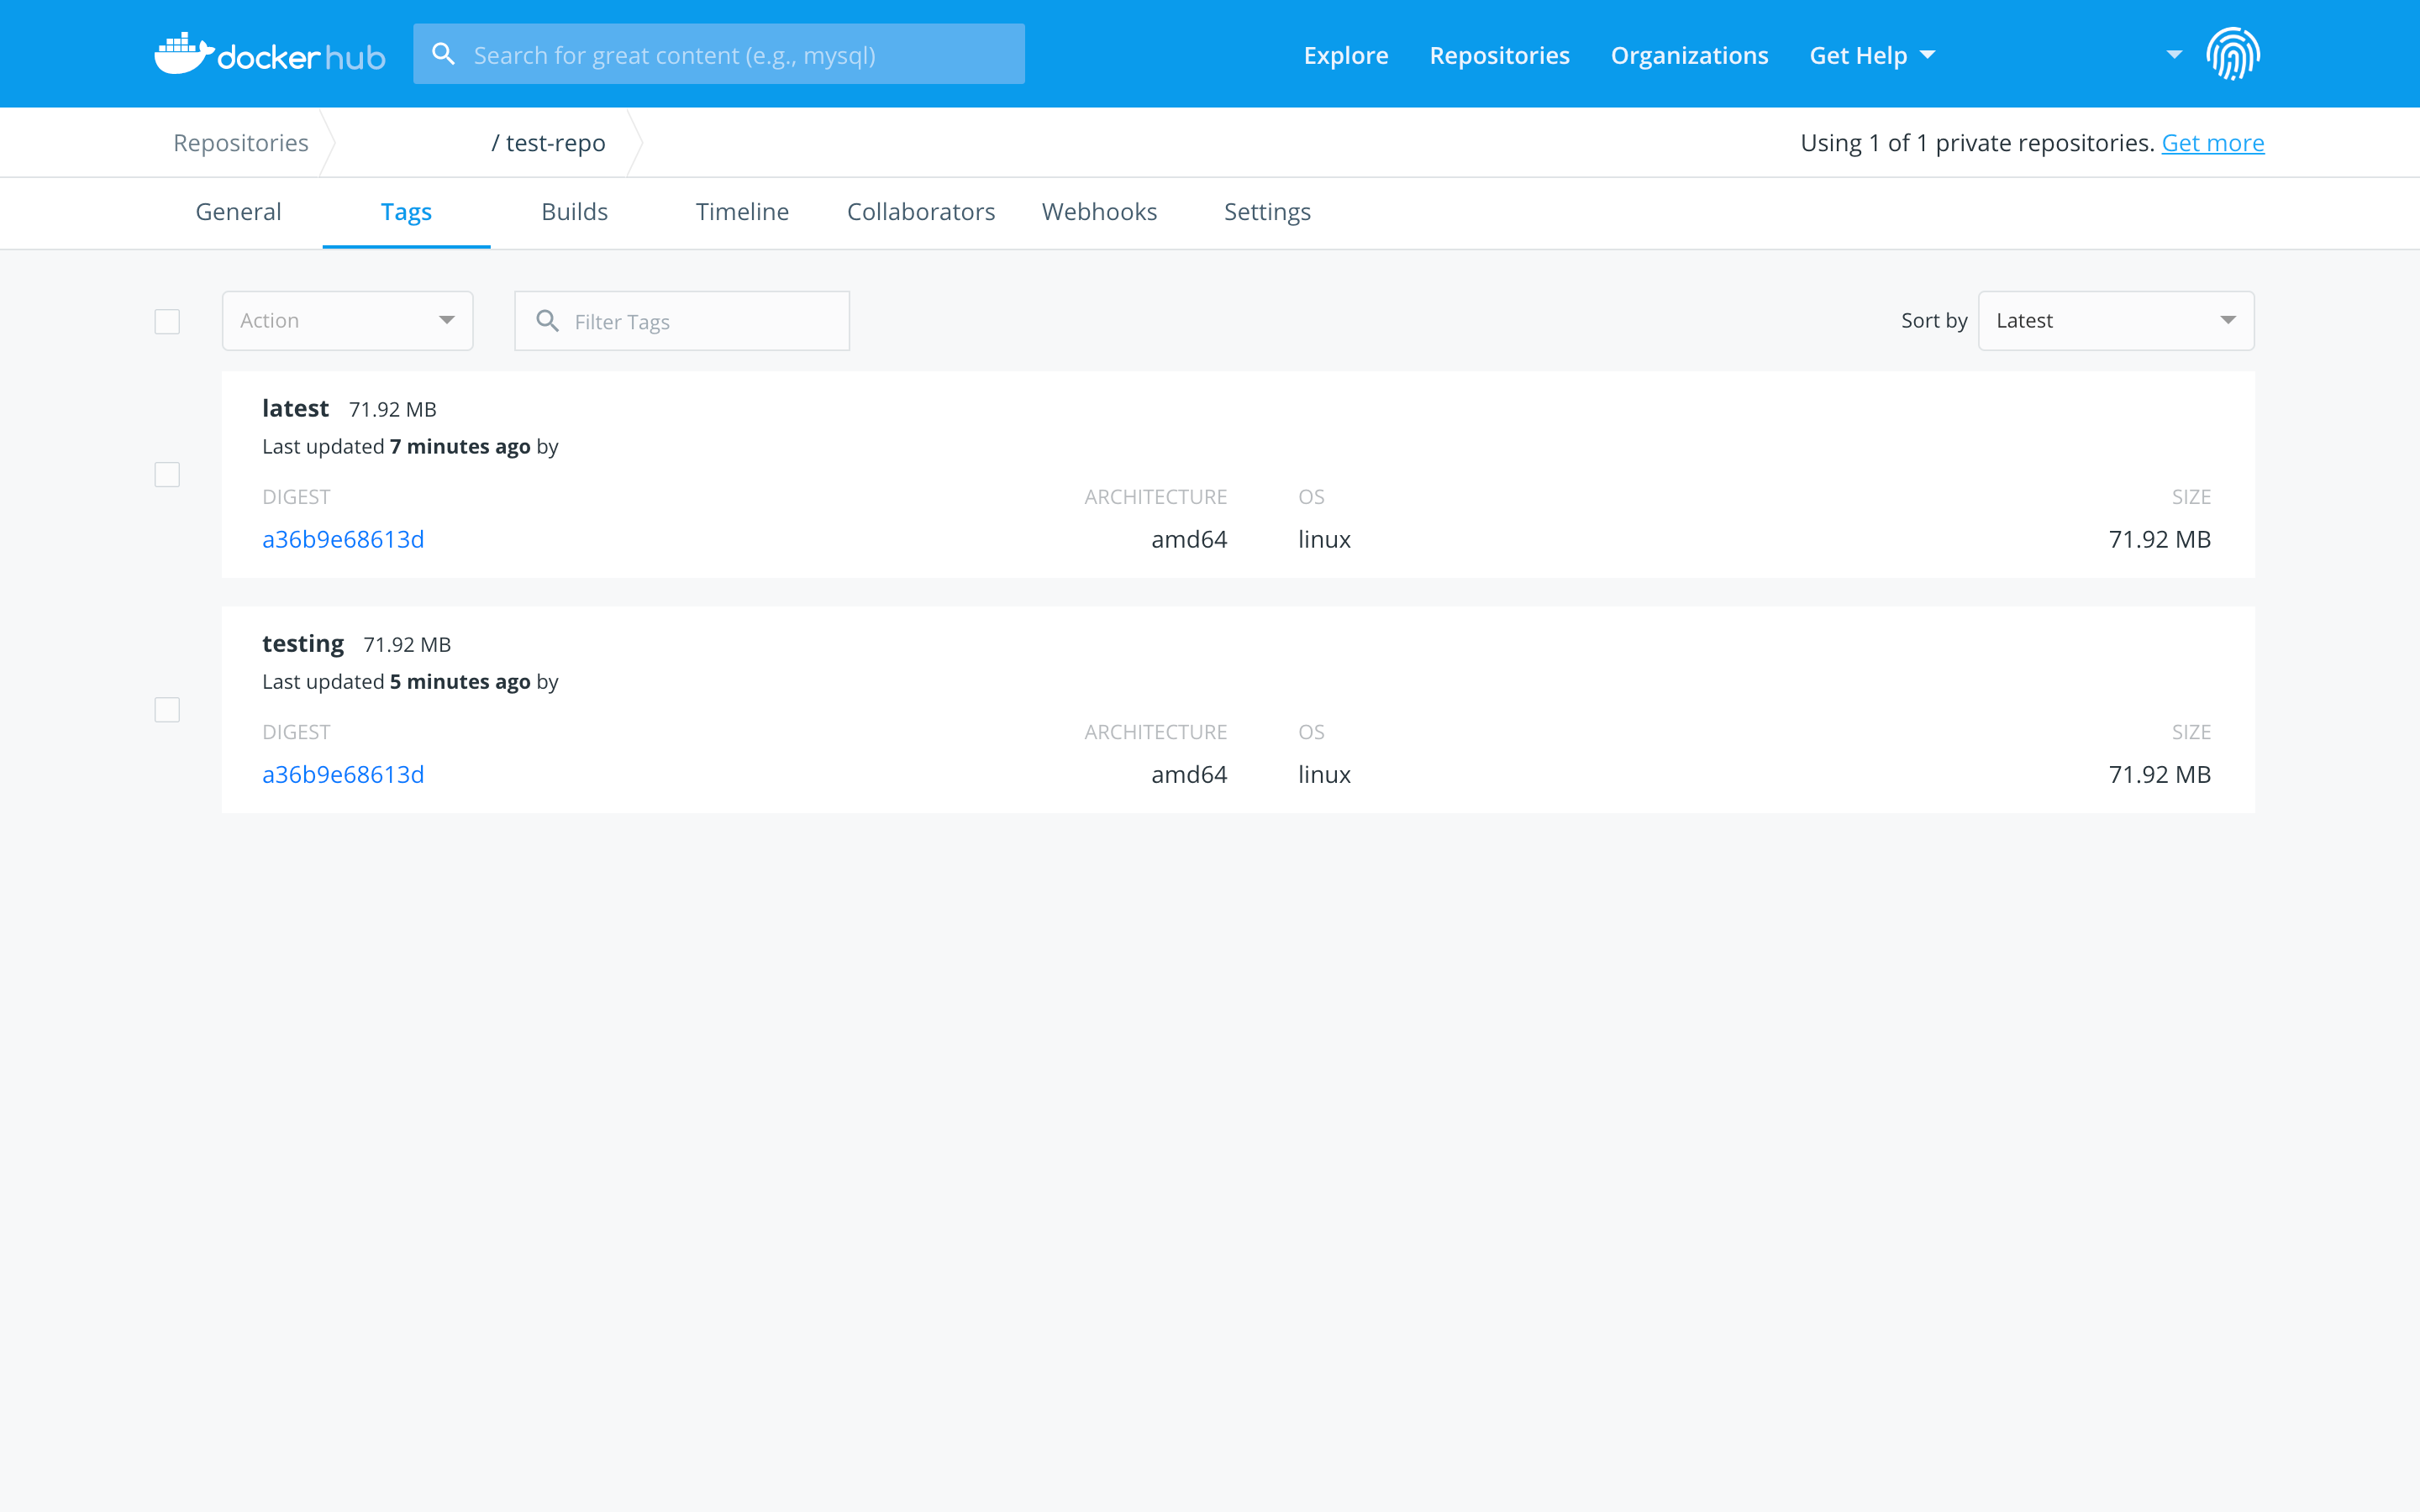 docker hub
Search for great content (e.g., mysql)
Explore Repositories Organizations Get Help
Repositories / test-repo
Using 1 of 1 private repositories. Get more
General Tags Builds Timeline Collaborators Webhooks Settings
Action Filter Tags Sort by Latest
latest 71.92 MB
Last updated 7 minutes ago by
DIGEST ARCHITECTURE OS SIZE
a36b9e68613d amd64 linux 71.92 MB
testing 71.92 MB
Last updated 5 minutes ago by
DIGEST ARCHITECTURE OS SIZE
a36b9e68613d amd64 linux 71.92 MB